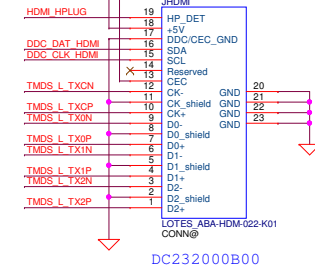 JHDMI
HDMI_HPLUG 19 HP_DET
18 +5V
17 DDC/CEC_GND
DDC_DAT_HDMI 16 SDA
DDC_CLK_HDMI 15 SCL
14 Reserved
13 CEC
TMDS_L_TXCN 12 CK- GND 20
11 CK_shield GND 21
TMDS_L_TXCP 10 CK+ GND 22
TMDS_L_TX0N 9 D0- GND 23
8 D0_shield
TMDS_L_TX0P 7 D0+
TMDS_L_TX1N 6 D1-
5 D1_shield
TMDS_L_TX1P 4 D1+
TMDS_L_TX2N 3 D2-
2 D2_shield
TMDS_L_TX2P 1 D2+
LOTES_ABA-HDM-022-K01
CONN@
DC232000B00